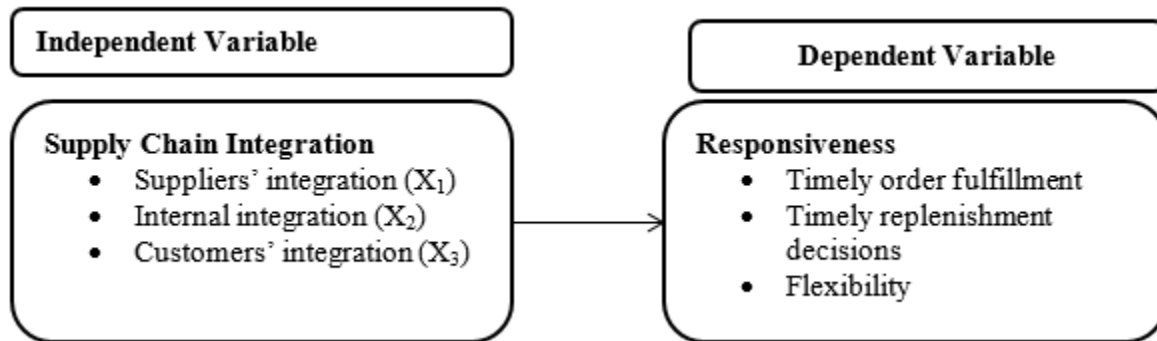 Independent Variable
Dependent Variable
Supply Chain Integration
• Suppliers’ integration (X₁)
• Internal integration (X₂)
• Customers’ integration (X₃)
Responsiveness
• Timely order fulfillment
• Timely replenishment
decisions
• Flexibility